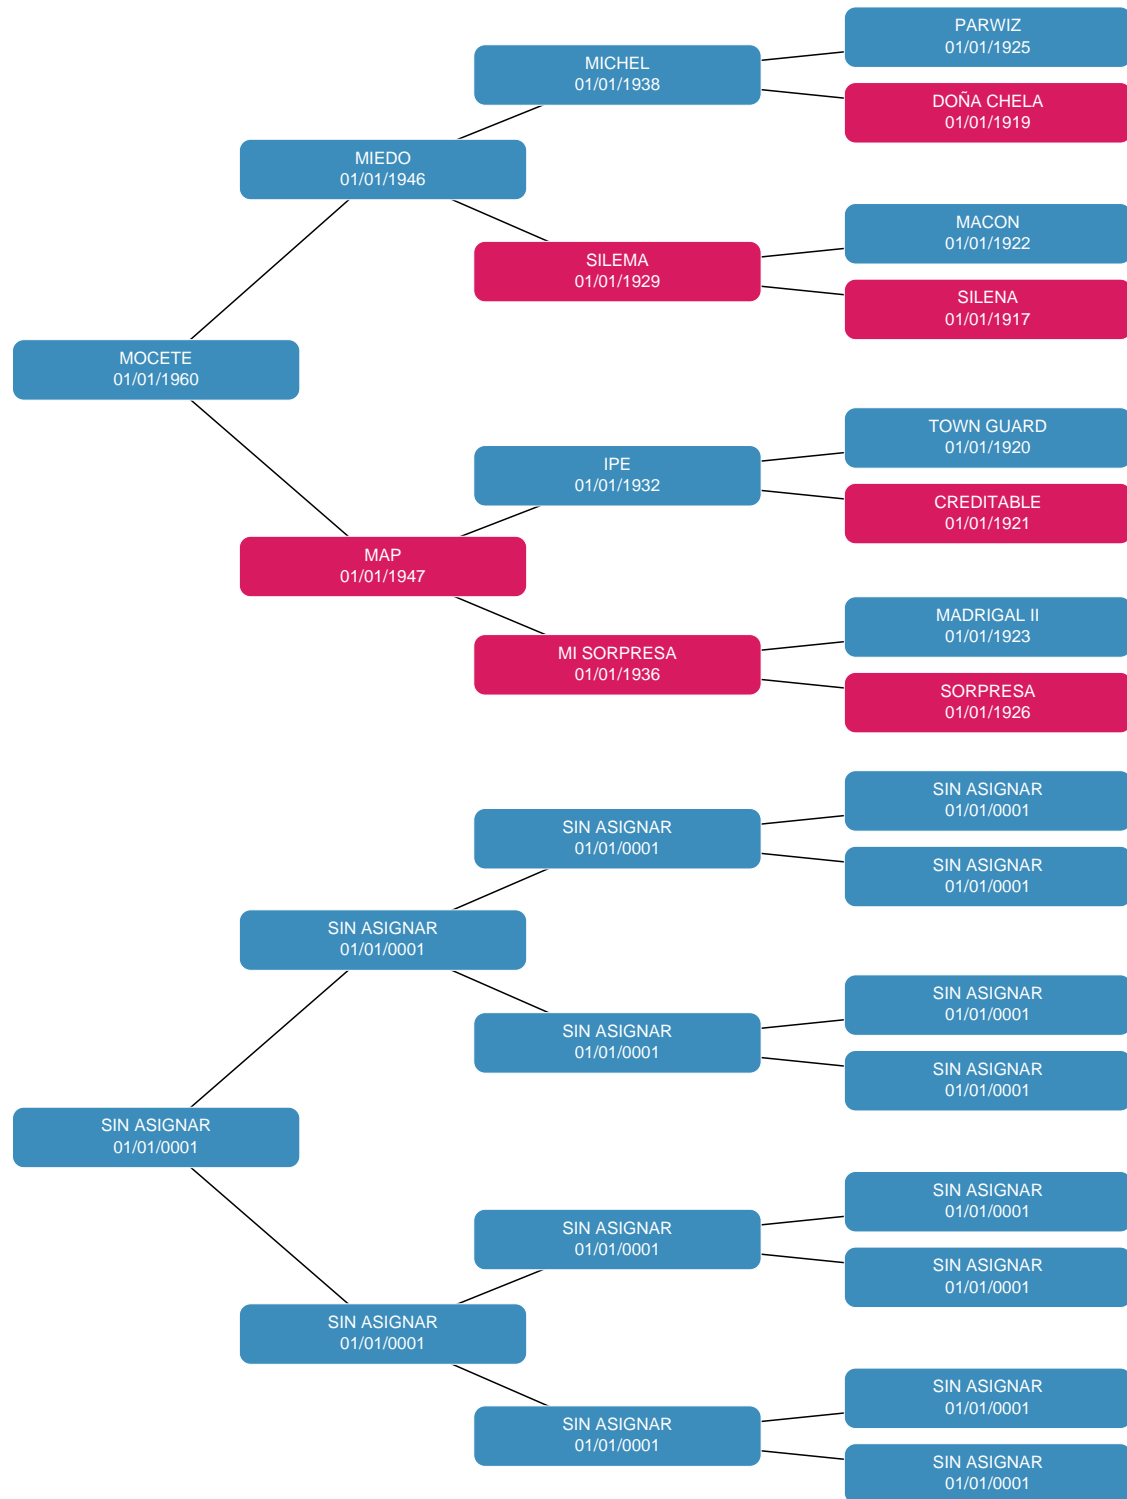 PARWIZ
01/01/1925
MICHEL
01/01/1938
DOÑA CHELA
01/01/1919
MIEDO
01/01/1946
MACON
01/01/1922
SILEMA
01/01/1929
SILENA
01/01/1917
MOCETE
01/01/1960
TOWN GUARD
01/01/1920
IPE
01/01/1932
CREDITABLE
01/01/1921
MAP
01/01/1947
MADRIGAL II
01/01/1923
MI SORPRESA
01/01/1936
SORPRESA
01/01/1926
SIN ASIGNAR
01/01/0001
SIN ASIGNAR
01/01/0001
SIN ASIGNAR
01/01/0001
SIN ASIGNAR
01/01/0001
SIN ASIGNAR
01/01/0001
SIN ASIGNAR
01/01/0001
SIN ASIGNAR
01/01/0001
SIN ASIGNAR
01/01/0001
SIN ASIGNAR
01/01/0001
SIN ASIGNAR
01/01/0001
SIN ASIGNAR
01/01/0001
SIN ASIGNAR
01/01/0001
SIN ASIGNAR
01/01/0001
SIN ASIGNAR
01/01/0001
SIN ASIGNAR
01/01/0001